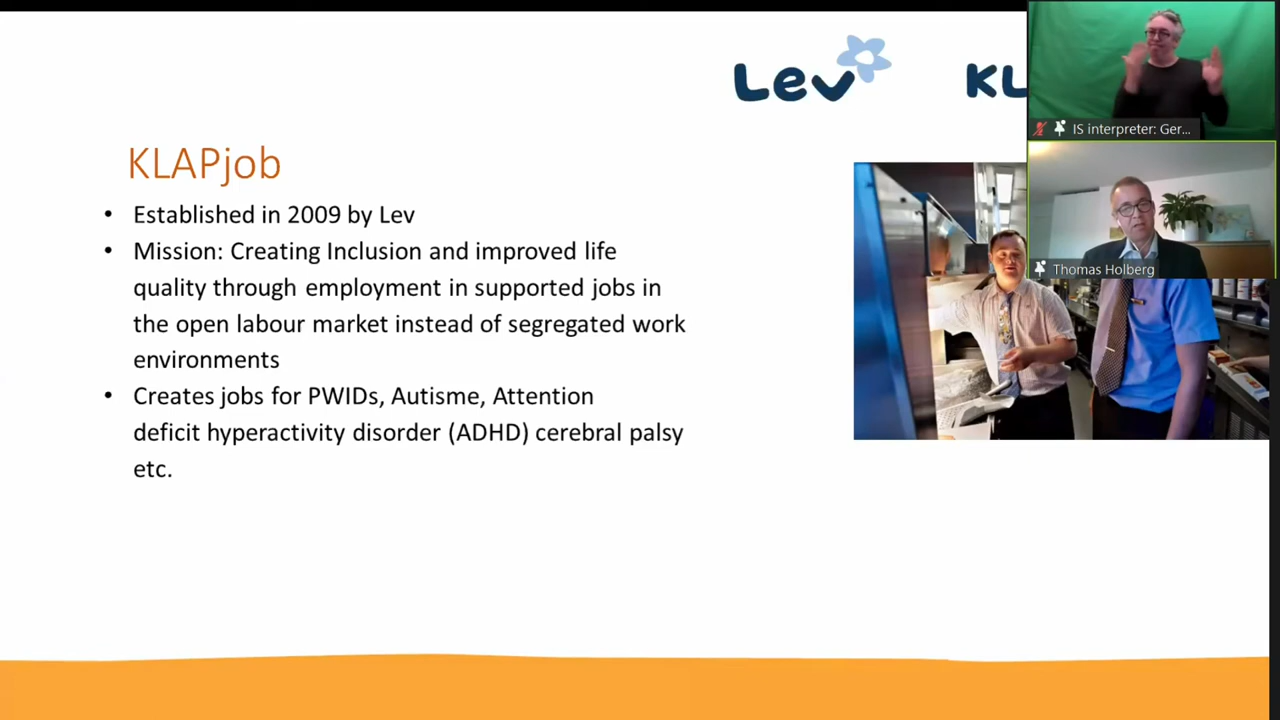 Lev
KL
IS interpreter: Ger...
Thomas Holberg
KLAPjob
• Established in 2009 by Lev
• Mission: Creating Inclusion and improved life
quality through employment in supported jobs in
the open labour market instead of segregated work
environments
• Creates jobs for PWIDs, Autisme, Attention
deficit hyperactivity disorder (ADHD) cerebral palsy
etc.